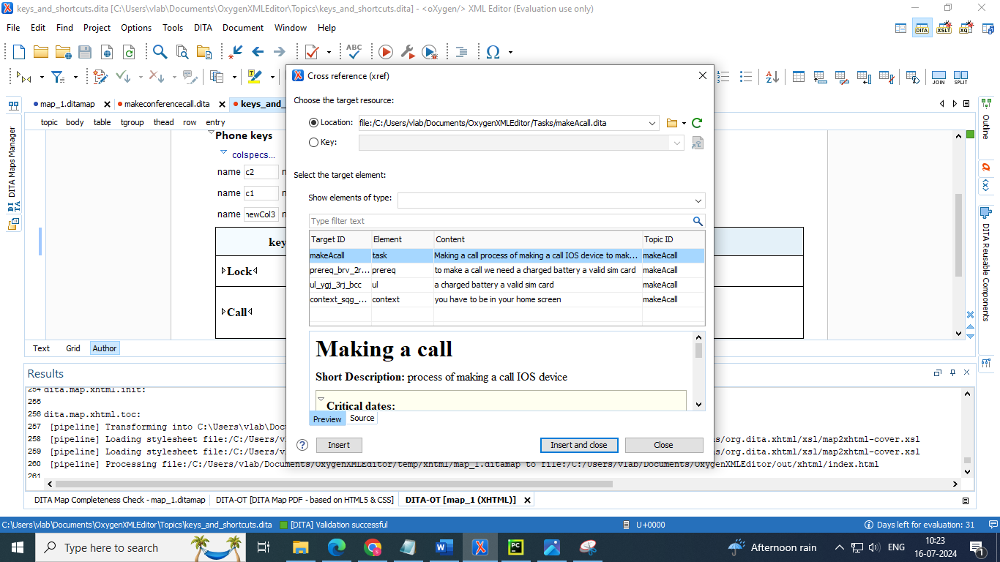 keys_and_shortcuts.dita [C:\Users\vlab\Documents\OxygenXMLEditor\Topics\keys_and_shortcuts.dita] - <oXygen/> XML Editor (Evaluation use only)
File Edit Find Project Options Tools DITA Document Window Help
DITA XSLT XQ
ABC
JOIN SPLIT
map_1.ditamap
makeconferencecall.dita
keys_and_
topic body table tgroup thead row entry
DITA Maps Manager
Phone keys
colspecs...
name c2
name c1
name newCol3
key
Lock
Call
Text Grid Author
Cross reference (xref)
Choose the target resource:
Location: file:/C:/Users/vlab/Documents/OxygenXMLEditor/Tasks/makeAcall.dita
Key:
Select the target element:
Show elements of type:
Type filter text
Target ID Element Content Topic ID
makeAcall task Making a call process of making a call IOS device to mak... makeAcall
prereq_brv_2r... prereq to make a call we need a charged battery a valid sim card makeAcall
ul_ygj_3rj_bcc ul a charged battery a valid sim card makeAcall
context_sqg_... context you have to be in your home screen makeAcall
Making a call
Short Description: process of making a call IOS device
Critical dates:
Preview Source
Insert Insert and close Close
Outline
DITA Reusable Components
Results
254 dita.map.xhtml.init:
255
256 dita.map.xhtml.toc:
257 [pipeline] Transforming into C:\Users\vlab\Docu
258 [pipeline] Loading stylesheet file:/C:/Users/vl s/org.dita.xhtml/xsl/map2xhtml-cover.xsl
259 [pipeline] Loading stylesheet file:/C:/Users/vl s/org.dita.xhtml/xsl/map2xhtml-cover.xsl
260 [pipeline] Processing file:/C:/Users/vlab/Documents/OxygenXMLEditor/temp/xhtml/map_1.ditamap to file:/C:/Users/vlab/Documents/OxygenXMLEditor/out/xhtml/index.html
261
DITA Map Completeness Check - map_1.ditamap DITA-OT [DITA Map PDF - based on HTML5 & CSS] DITA-OT [map_1 (XHTML)]
C:\Users\vlab\Documents\OxygenXMLEditor\Topics\keys_and_shortcuts.dita [DITA] Validation successful U+0000 Days left for evaluation: 31
Type here to search
Afternoon rain
ENG
10:23
16-07-2024
1